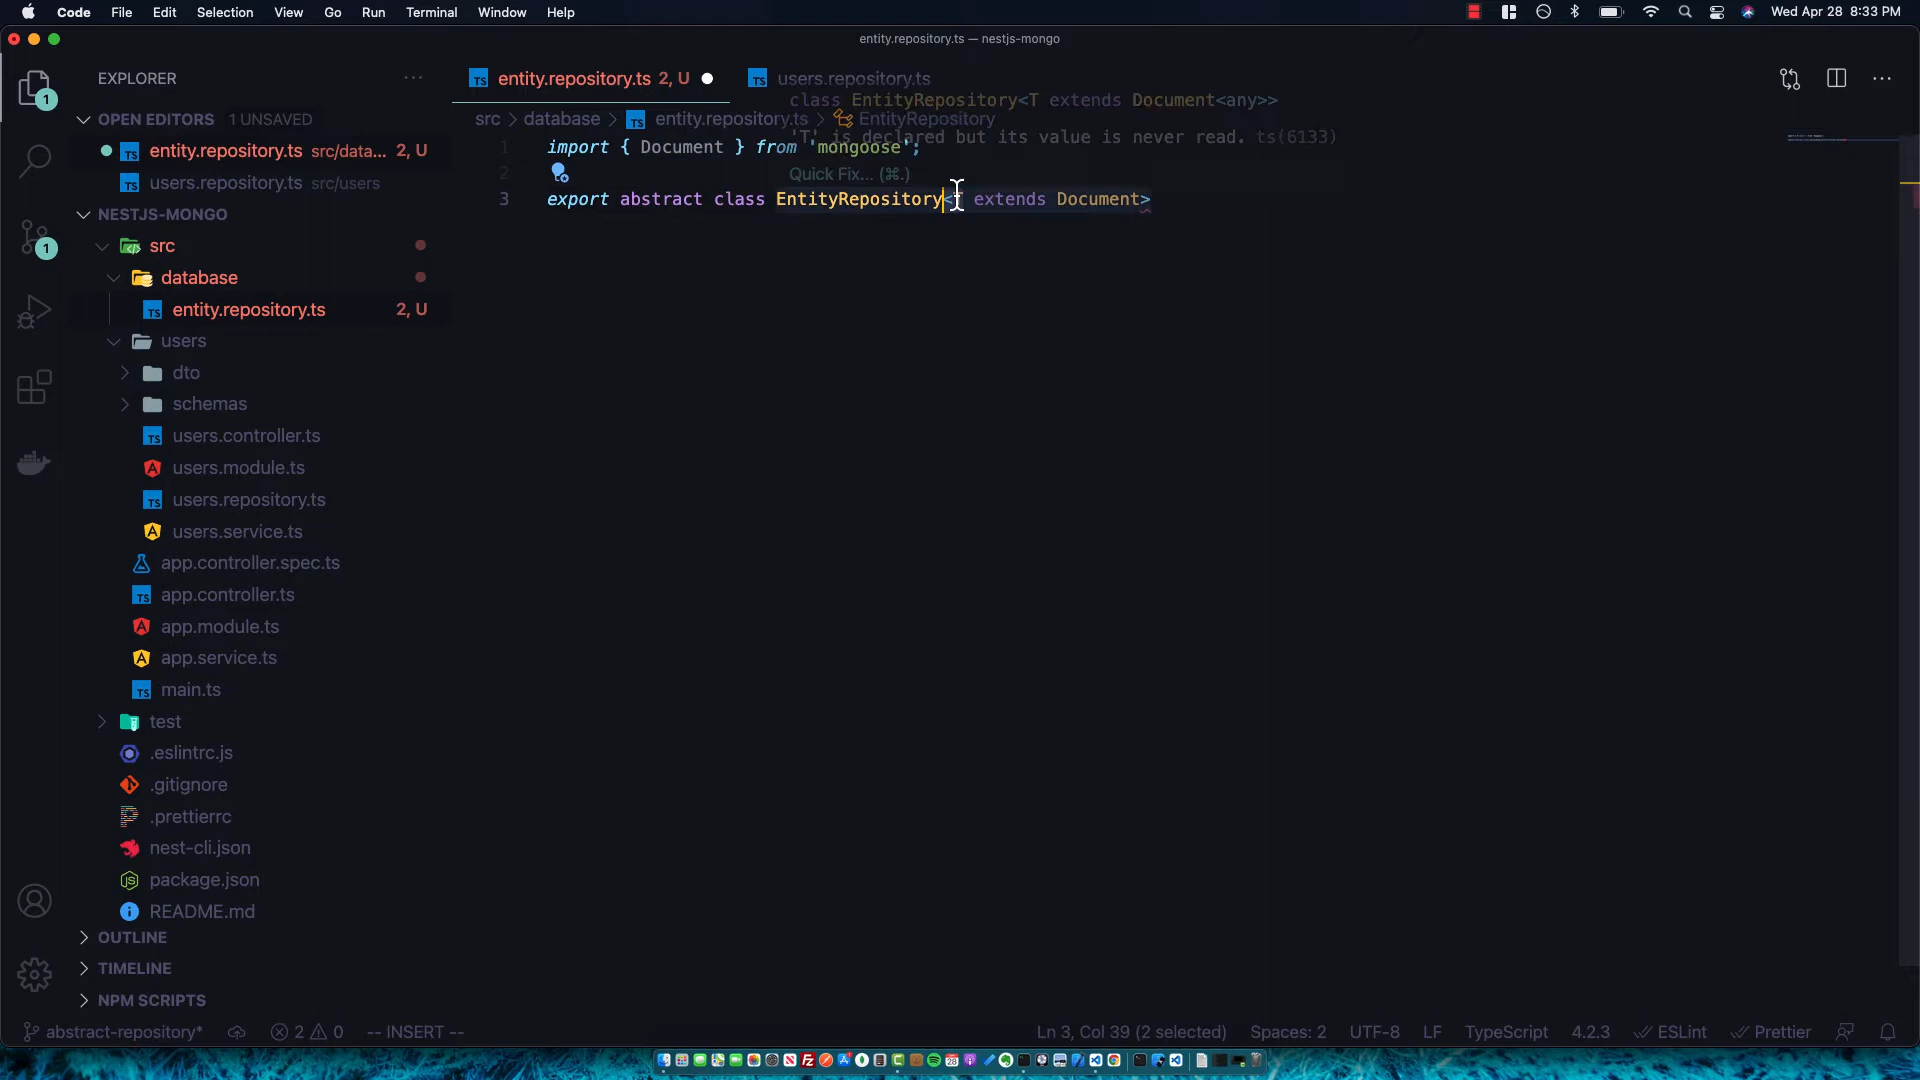 Code File Edit Selection View Go Run Terminal Window Help Wed Apr 28 8:33 PM
entity.repository.ts — nestjs-mongo
EXPLORER
entity.repository.ts 2, U
users.repository.ts
class EntityRepository<T extends Document<any>>
OPEN EDITORS 1 UNSAVED
src > database > entity.repository.ts > EntityRepository
'T' is declared but its value is never read. ts(6133)
1 import { Document } from 'mongoose';
entity.repository.ts src/data... 2, U
2
Quick Fix... (⌘.)
users.repository.ts src/users
3 export abstract class EntityRepository<T extends Document>
NESTJS-MONGO
src
database
entity.repository.ts 2, U
users
dto
schemas
users.controller.ts
users.module.ts
users.repository.ts
users.service.ts
app.controller.spec.ts
app.controller.ts
app.module.ts
app.service.ts
main.ts
test
.eslintrc.js
.gitignore
.prettierrc
nest-cli.json
package.json
README.md
OUTLINE
TIMELINE
NPM SCRIPTS
abstract-repository* 2 0 -- INSERT -- Ln 3, Col 39 (2 selected) Spaces: 2 UTF-8 LF TypeScript 4.2.3 ESLint Prettier